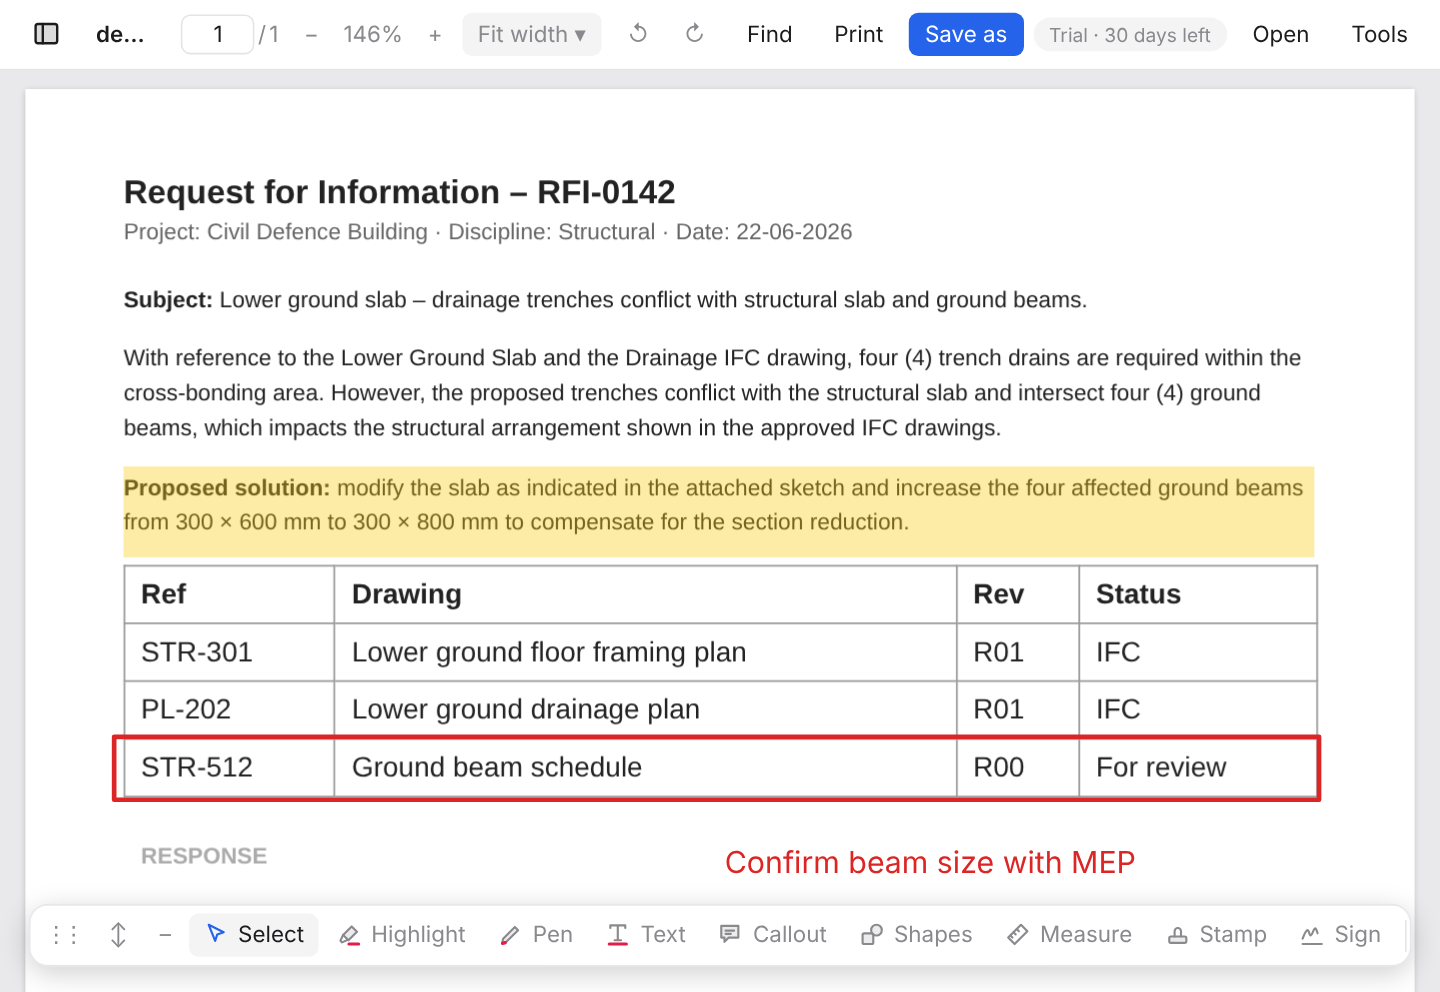 de...
1 / 1
− 146% +
Fit width ▾
Find
Print
Save as
Trial · 30 days left
Open
Tools
Request for Information – RFI-0142
Project: Civil Defence Building · Discipline: Structural · Date: 22-06-2026
Subject: Lower ground slab – drainage trenches conflict with structural slab and ground beams.
With reference to the Lower Ground Slab and the Drainage IFC drawing, four (4) trench drains are required within the
cross-bonding area. However, the proposed trenches conflict with the structural slab and intersect four (4) ground
beams, which impacts the structural arrangement shown in the approved IFC drawings.
Proposed solution: modify the slab as indicated in the attached sketch and increase the four affected ground beams
from 300 × 600 mm to 300 × 800 mm to compensate for the section reduction.
Ref Drawing Rev Status
STR-301 Lower ground floor framing plan R01 IFC
PL-202 Lower ground drainage plan R01 IFC
STR-512 Ground beam schedule R00 For review
RESPONSE
Confirm beam size with MEP
Select
Highlight
Pen
Text
Callout
Shapes
Measure
Stamp
Sign